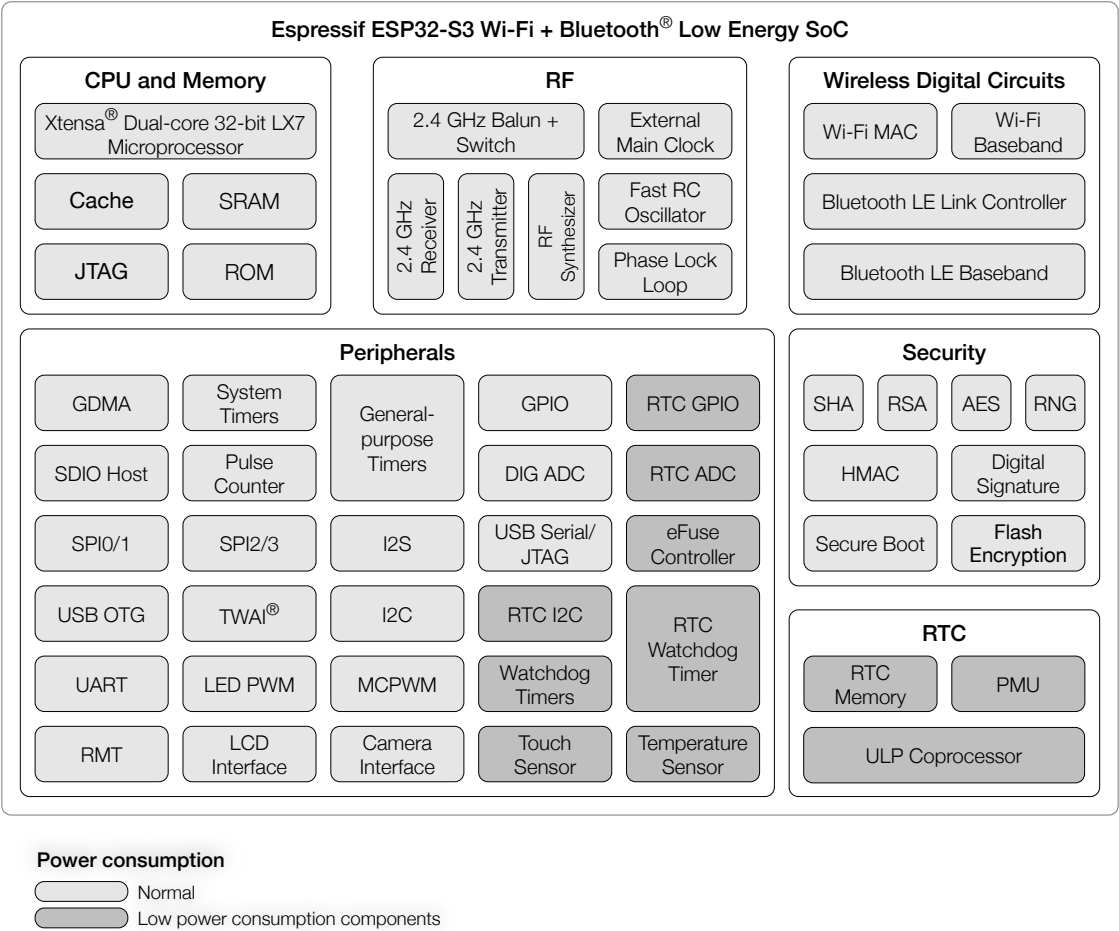 Espressif ESP32-S3 Wi-Fi + Bluetooth® Low Energy SoC
CPU and Memory
Xtensa® Dual-core 32-bit LX7
Microprocessor
Cache
SRAM
JTAG
ROM
RF
2.4 GHz Balun +
Switch
External
Main Clock
2.4 GHz
Receiver
2.4 GHz
Transmitter
RF
Synthesizer
Fast RC
Oscillator
Phase Lock
Loop
Wireless Digital Circuits
Wi-Fi MAC
Wi-Fi
Baseband
Bluetooth LE Link Controller
Bluetooth LE Baseband
Peripherals
GDMA
System
Timers
General-
purpose
Timers
GPIO
RTC GPIO
SDIO Host
Pulse
Counter
DIG ADC
RTC ADC
SPI0/1
SPI2/3
I2S
USB Serial/
JTAG
eFuse
Controller
USB OTG
TWAI®
I2C
RTC I2C
RTC
Watchdog
Timer
UART
LED PWM
MCPWM
Watchdog
Timers
RMT
LCD
Interface
Camera
Interface
Touch
Sensor
Temperature
Sensor
Security
SHA
RSA
AES
RNG
HMAC
Digital
Signature
Secure Boot
Flash
Encryption
RTC
RTC
Memory
PMU
ULP Coprocessor
Power consumption
Normal
Low power consumption components